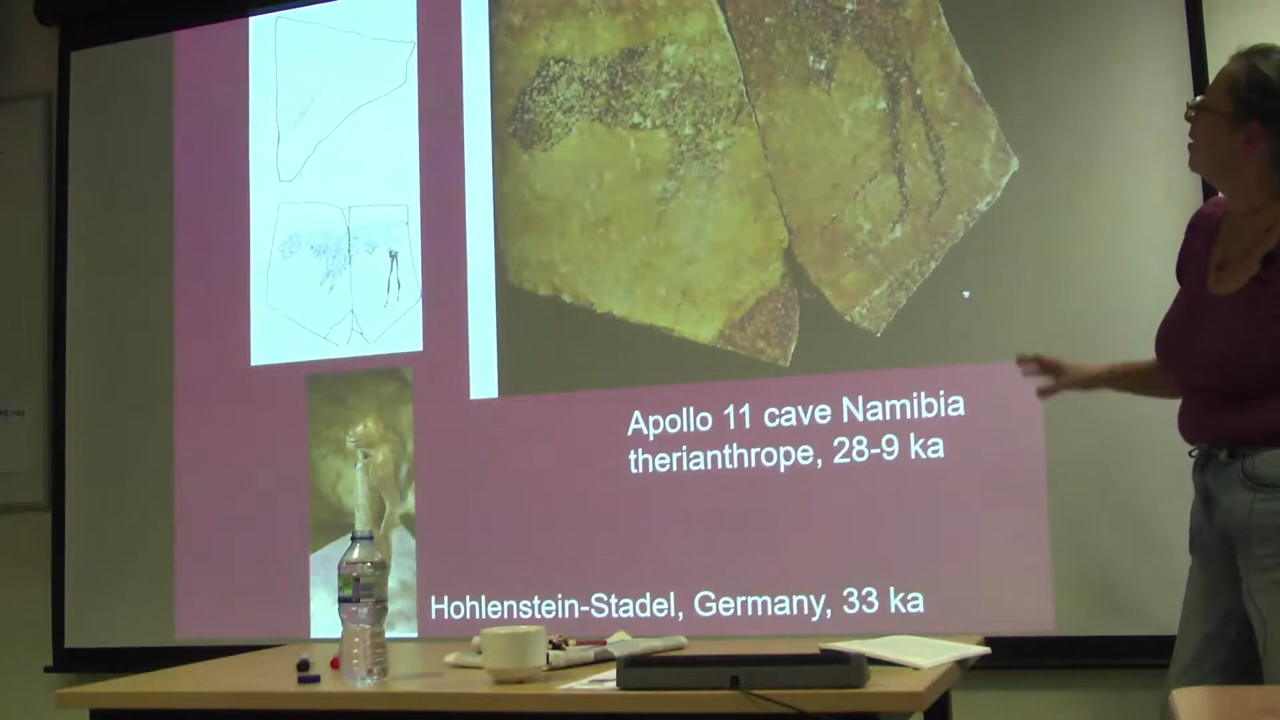 Apollo 11 cave Namibia
therianthrope, 28-9 ka
Hohlenstein-Stadel, Germany, 33 ka